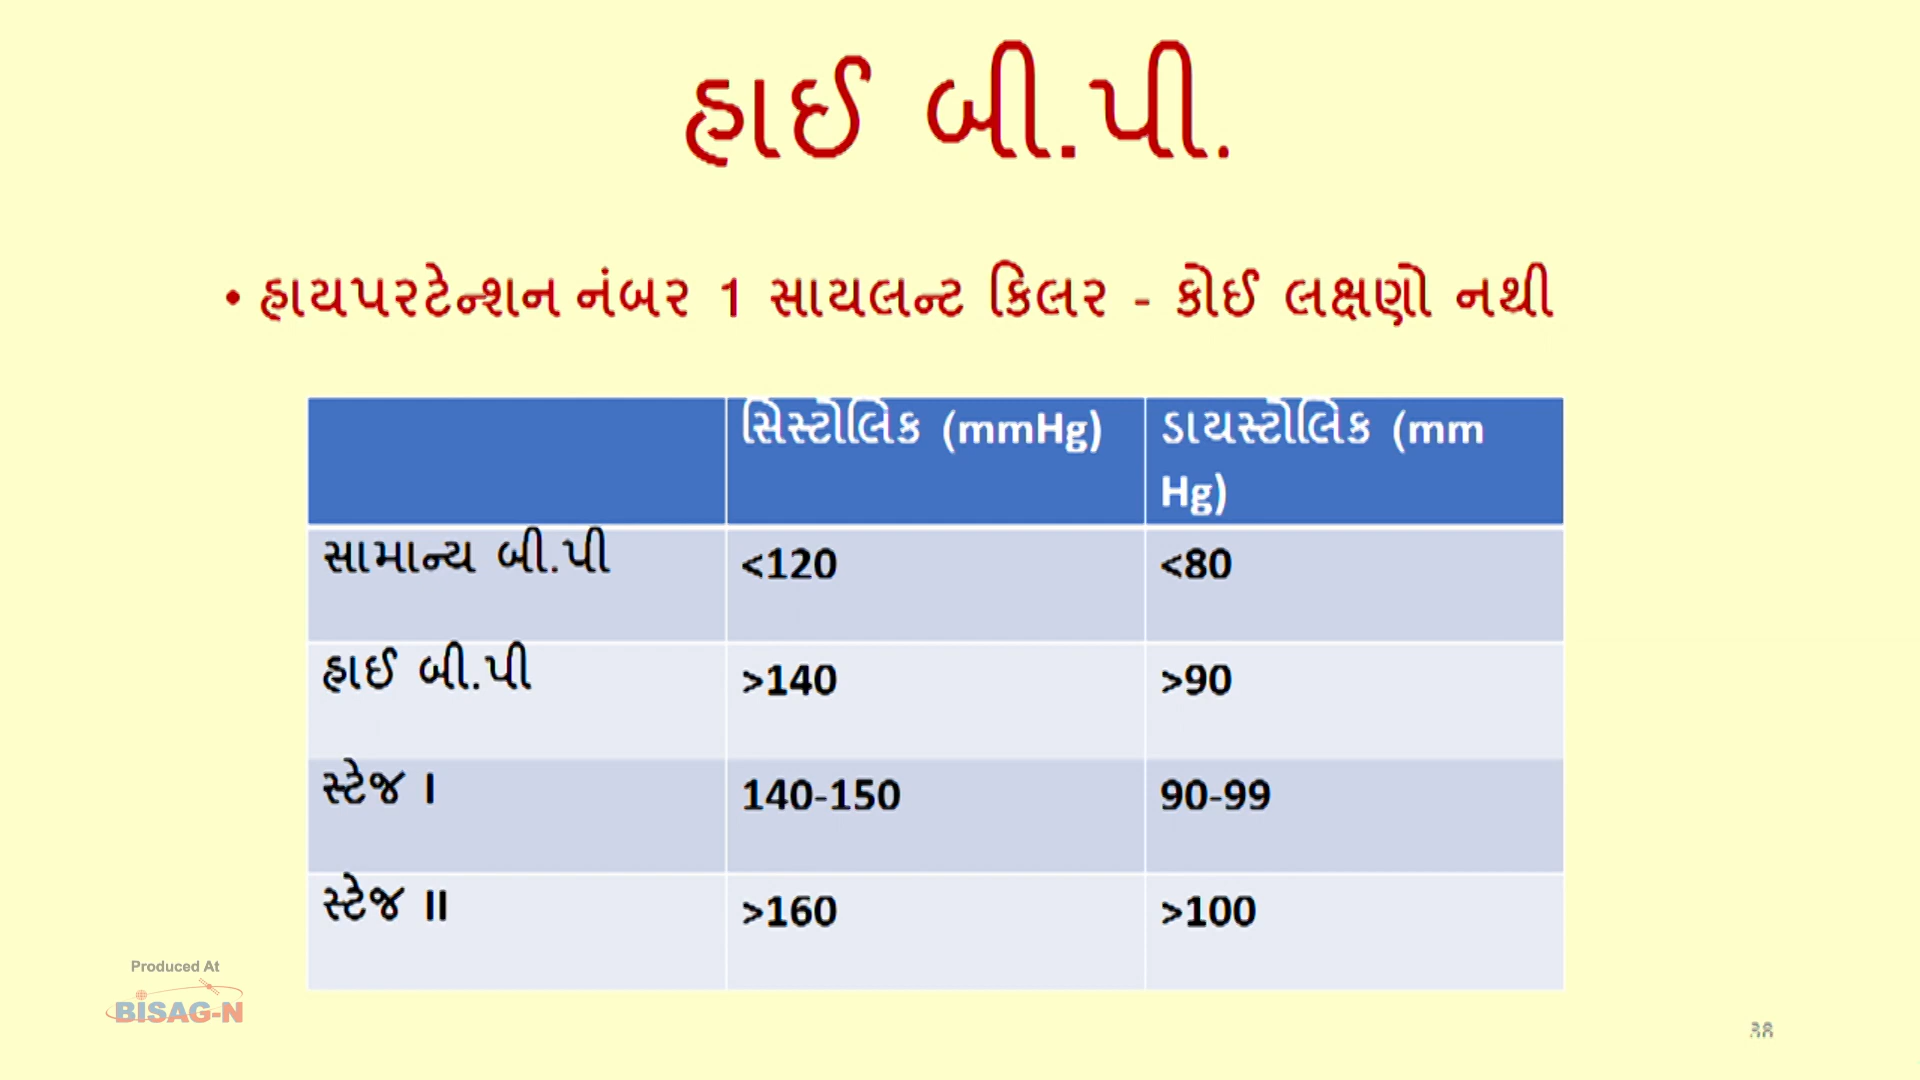 હાઈ બી.પી.
• હાયપરટેન્શન નંબર 1 સાયલન્ટ કિલર - કોઈ લક્ષણો નથી
સિસ્ટોલિક (mmHg) ડાયસ્ટોલિક (mm
Hg)
સામાન્ય બી.પી <120 <80
હાઈ બી.પી >140 >90
સ્ટેજ I 140-150 90-99
સ્ટેજ II >160 >100
Produced At
BISAG-N